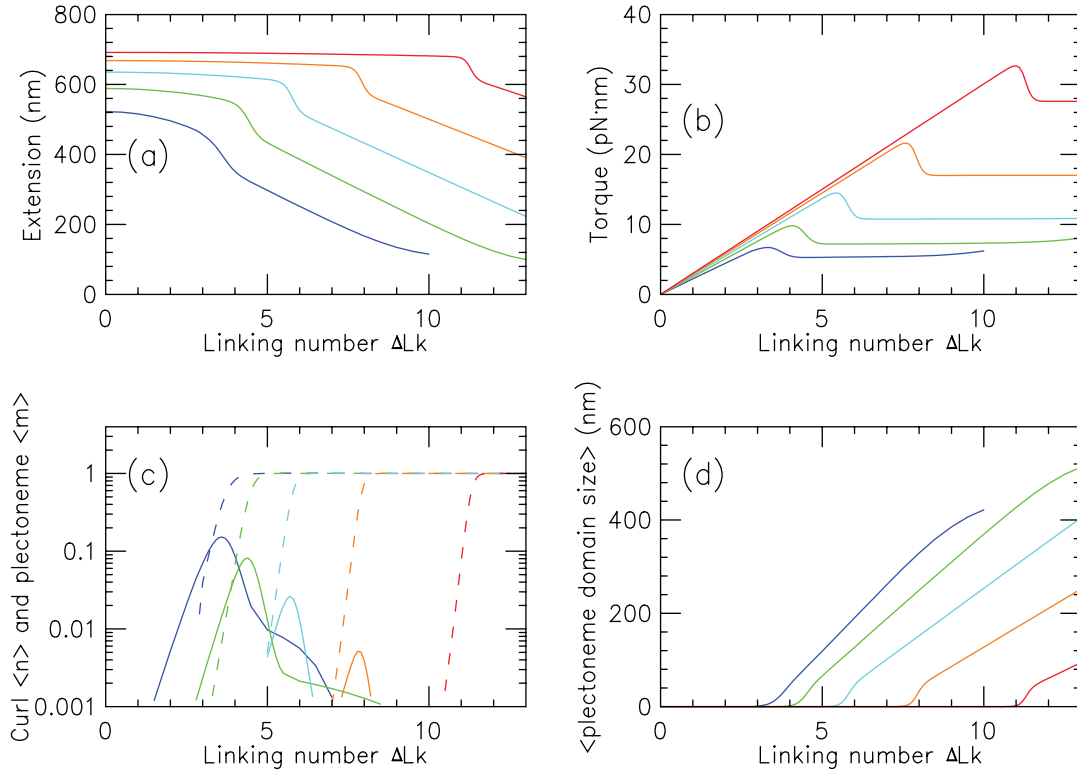 800
600
400
200
0
Extension (nm)
(a)
0
5
10
Linking number ΔLk
40
30
20
10
0
Torque (pN·nm)
(b)
0
5
10
Linking number ΔLk
1
0.1
0.01
0.001
Curl <n> and plectoneme <m>
(c)
0
5
10
Linking number ΔLk
600
400
200
0
<plectoneme domain size> (nm)
(d)
0
5
10
Linking number ΔLk